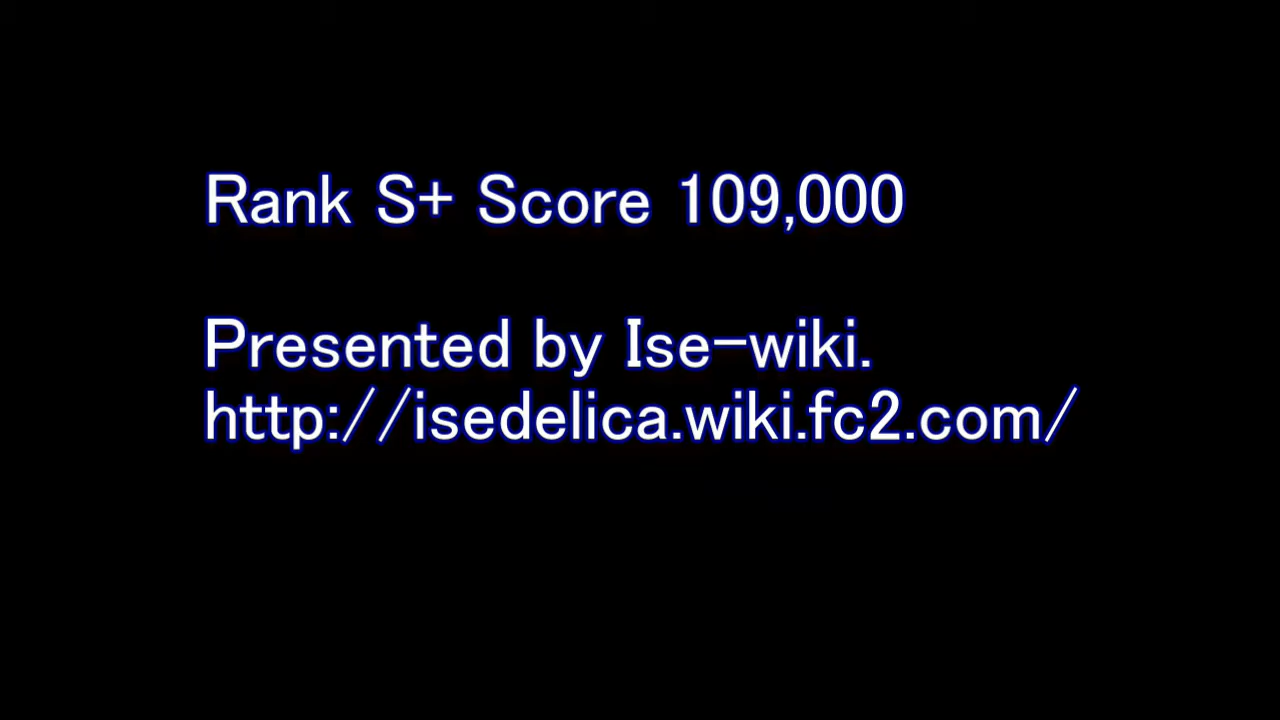 Rank S+ Score 109,000
Presented by Ise-wiki.
http://isedelica.wiki.fc2.com/